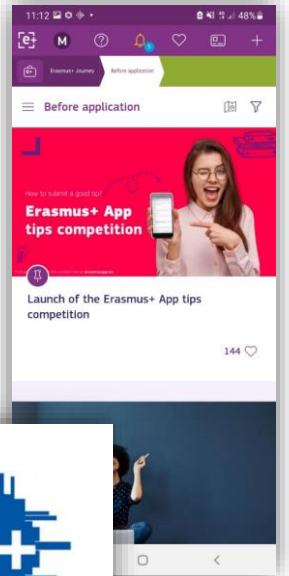 11:12
48%
[e+]
M
Erasmus+ Journey
Before application
Before application
How to submit a good tip?
Erasmus+ App
tips competition
Launch of the Erasmus+ App tips
competition
144